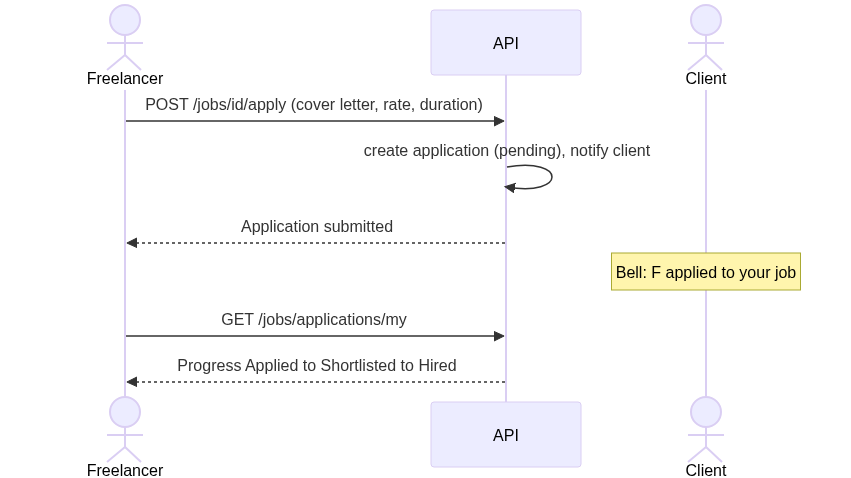 API
Freelancer
Client
POST /jobs/id/apply (cover letter, rate, duration)
create application (pending), notify client
Application submitted
Bell: F applied to your job
GET /jobs/applications/my
Progress Applied to Shortlisted to Hired
API
Freelancer
Client